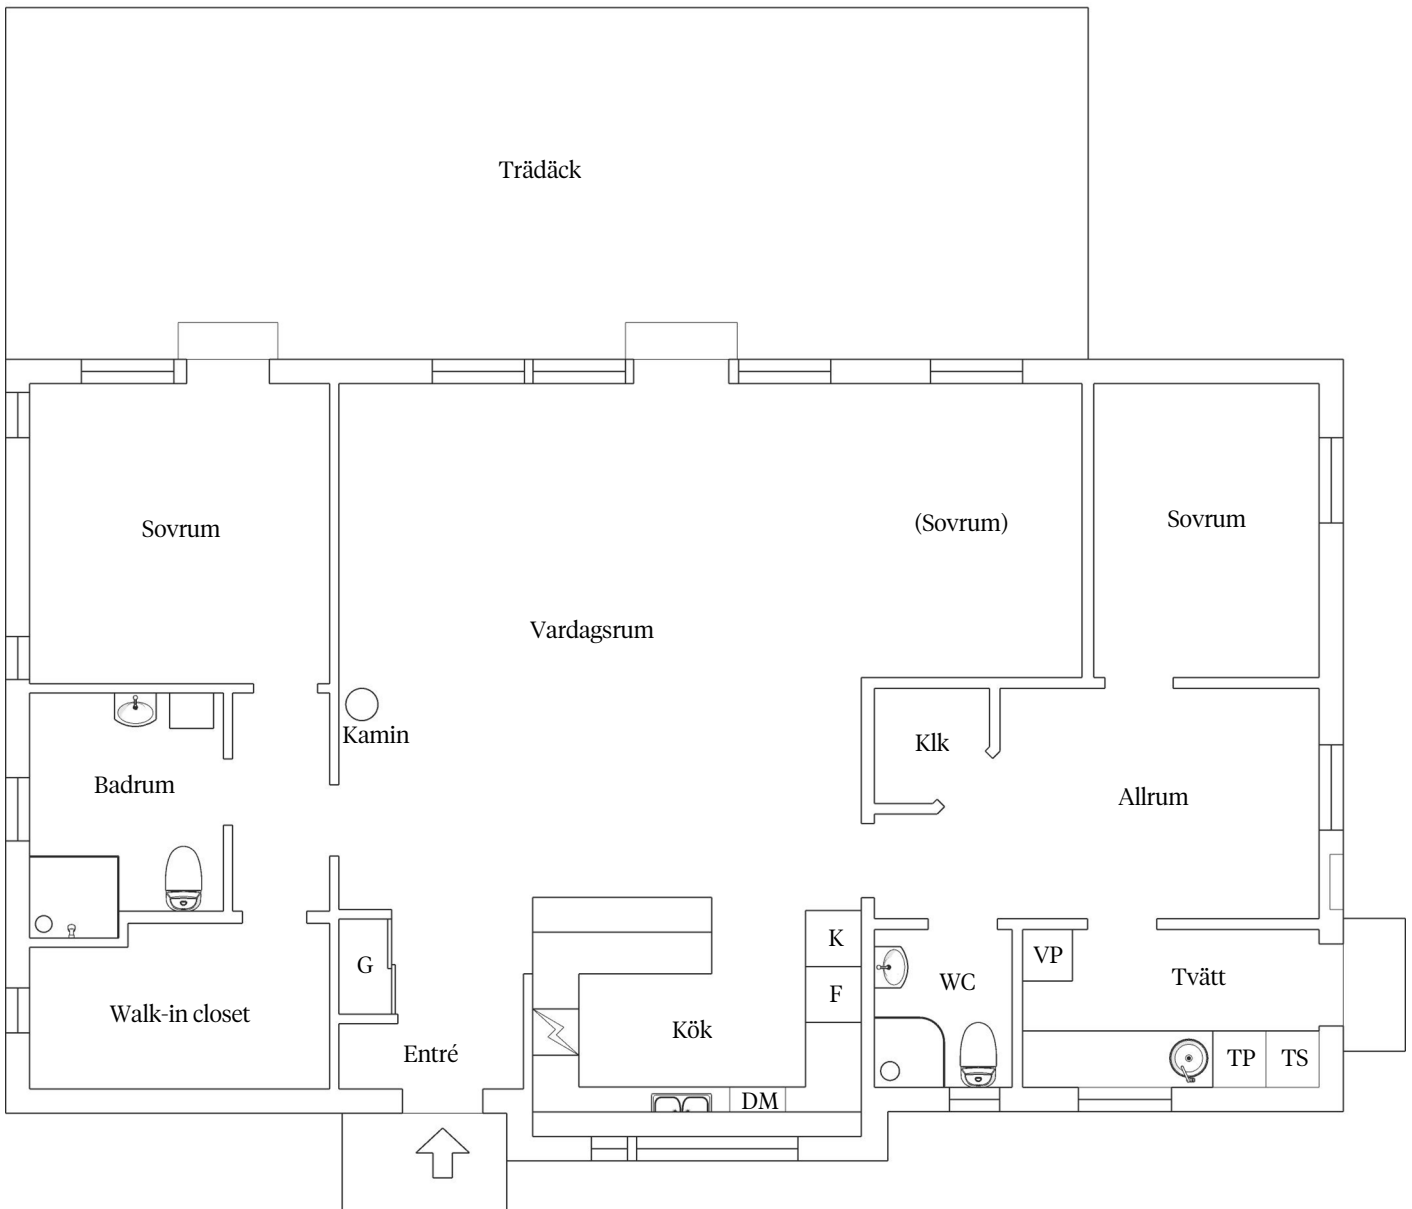 Trädäck
Sovrum
(Sovrum)
Sovrum
Vardagsrum
Kamin
Klk
Badrum
Allrum
K
G
VP
F
WC
Tvätt
Walk-in closet
Kök
Entré
TP
TS
DM